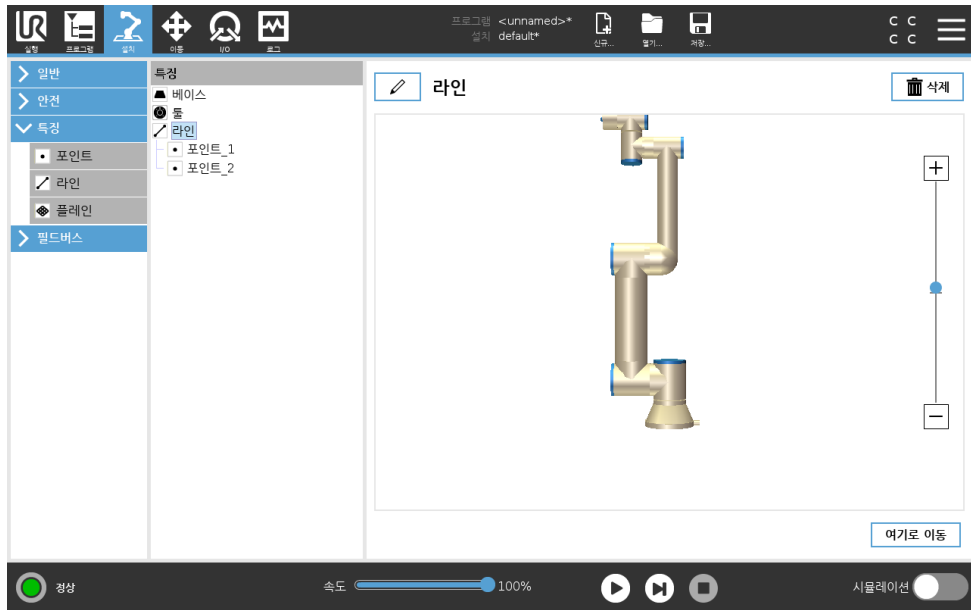 UR
실행
프로그램
설치
이동
I/O
로그
프로그램 <unnamed>*
설치 default*
신규...
열기...
저장...
C C
C C
일반
안전
특징
포인트
라인
플레인
필드버스
특징
베이스
툴
라인
포인트_1
포인트_2
라인
삭제
여기로 이동
정상
속도
100%
시뮬레이션